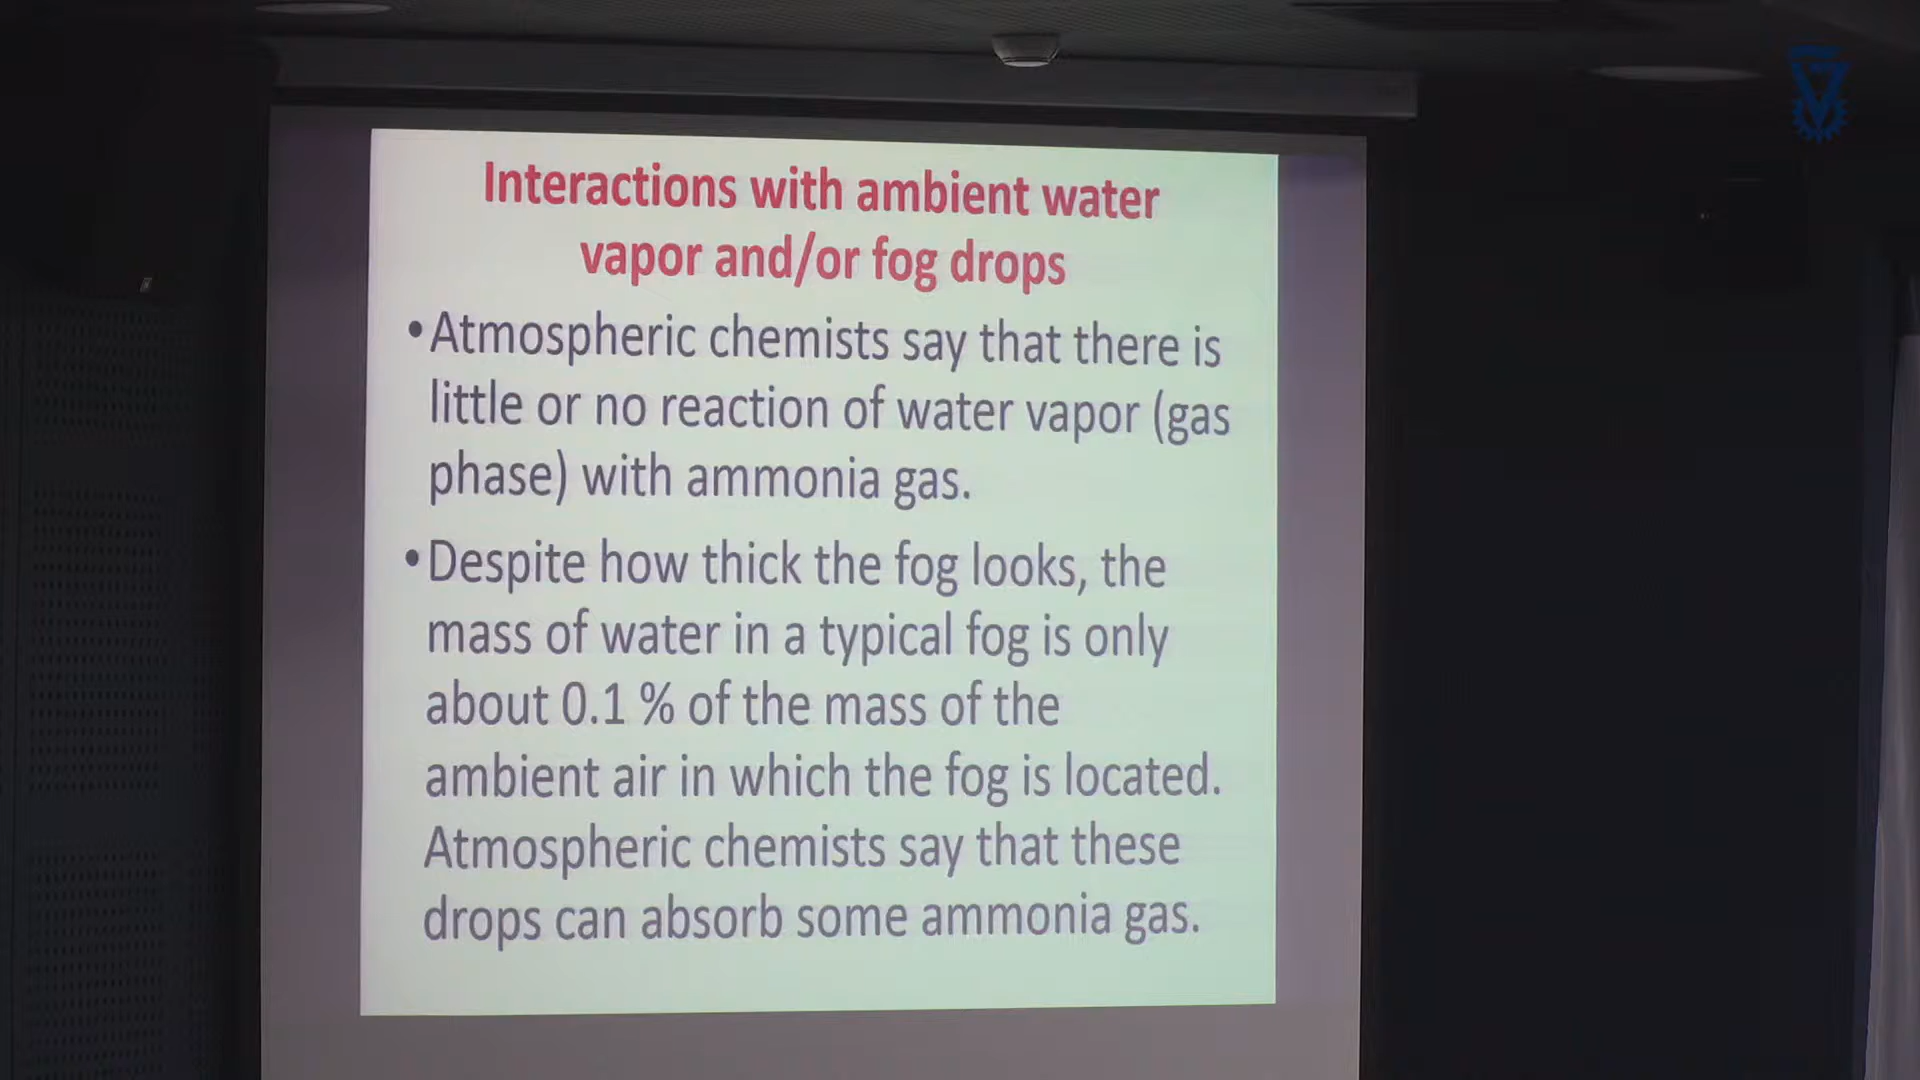 Interactions with ambient water
vapor and/or fog drops
•Atmospheric chemists say that there is
little or no reaction of water vapor (gas
phase) with ammonia gas.
•Despite how thick the fog looks, the
mass of water in a typical fog is only
about 0.1 % of the mass of the
ambient air in which the fog is located.
Atmospheric chemists say that these
drops can absorb some ammonia gas.